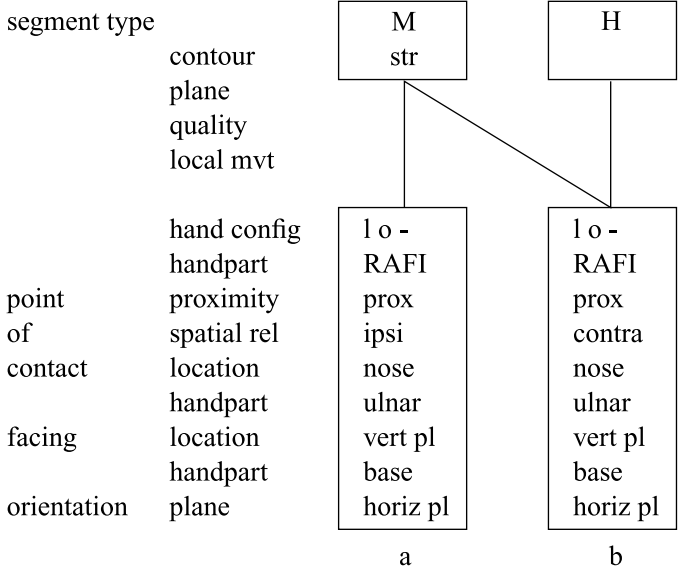 segment type M H
contour str
plane
quality
local mvt
hand config l o - l o -
handpart RAFI RAFI
point proximity prox prox
of spatial rel ipsi contra
contact location nose nose
handpart ulnar ulnar
facing location vert pl vert pl
handpart base base
orientation plane horiz pl horiz pl
a b